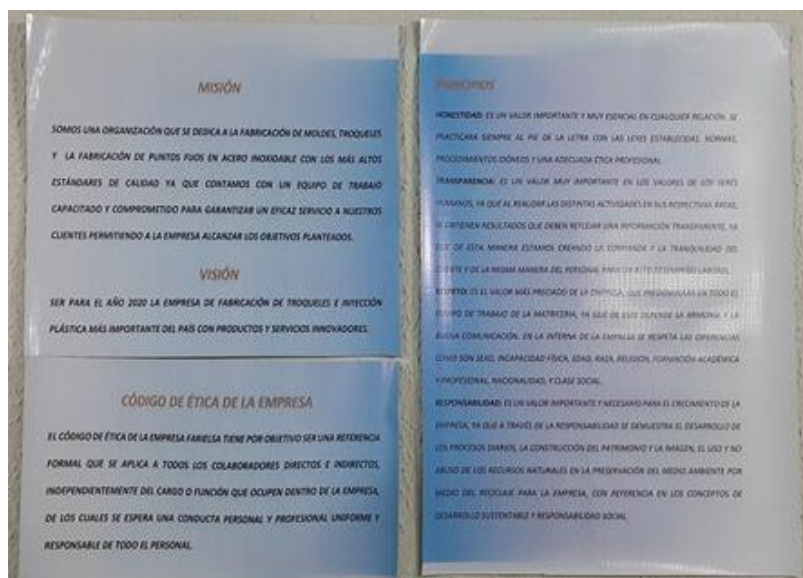 MISIÓN
SOMOS UNA ORGANIZACIÓN QUE SE DEDICA A LA FABRICACIÓN DE MOLDES, TROQUELES
Y LA FABRICACIÓN DE PUNTOS FIJOS EN ACERO INOXIDABLE CON LOS MÁS ALTOS
ESTÁNDARES DE CALIDAD YA QUE CONTAMOS CON UN EQUIPO DE TRABAJO
CAPACITADO Y COMPROMETIDO PARA GARANTIZAR UN EFICAZ SERVICIO A NUESTROS
CLIENTES PERMITIENDO A LA EMPRESA ALCANZAR LOS OBJETIVOS PLANTEADOS.
VISIÓN
SER PARA EL AÑO 2020 LA EMPRESA DE FABRICACIÓN DE TROQUELES E INYECCIÓN
PLÁSTICA MÁS IMPORTANTE DEL PAÍS CON PRODUCTOS Y SERVICIOS INNOVADORES.
CÓDIGO DE ÉTICA DE LA EMPRESA
EL CÓDIGO DE ÉTICA DE LA EMPRESA FARIELSA TIENE POR OBJETIVO SER UNA REFERENCIA
FORMAL QUE SE APLICA A TODOS LOS COLABORADORES DIRECTOS E INDIRECTOS,
INDEPENDIENTEMENTE DEL CARGO O FUNCIÓN QUE OCUPEN DENTRO DE LA EMPRESA,
DE LOS CUALES SE ESPERA UNA CONDUCTA PERSONAL Y PROFESIONAL UNIFORME Y
RESPONSABLE DE TODO EL PERSONAL.
PRINCIPIOS
HONESTIDAD: ES UN VALOR IMPORTANTE Y MUY ESENCIAL EN CUALQUIER RELACIÓN. SE
PRACTICARA SIEMPRE AL PIE DE LA LETRA CON LAS LEYES ESTABLECIDAS, NORMAS,
PROCEDIMIENTOS IDÓNEOS Y UNA ADECUADA ÉTICA PROFESIONAL.
TRANSPARENCIA: ES UN VALOR MUY IMPORTANTE EN LOS VALORES DE LOS SERES
HUMANOS, YA QUE AL REALIZAR LAS DISTINTAS ACTIVIDADES EN SUS RESPECTIVAS ÁREAS,
SE OBTIENEN RESULTADOS QUE DEBEN REFLEJAR UNA INFORMACIÓN TRANSPARENTE, YA
QUE DE ESTA MANERA ESTAMOS CREANDO LA CONFIANZA Y LA TRANQUILIDAD DEL
CLIENTE Y DE LA MISMA MANERA DEL PERSONAL PARA UN ALTO DESEMPEÑO LABORAL.
RESPETO: ES EL VALOR MÁS PRECIADO DE LA EMPRESA, QUE PREDOMINARA EN TODO EL
EQUIPO DE TRABAJO DE LA MATRICERIA, YA QUE DE ESTE DEPENDE LA ARMONIA Y LA
BUENA COMUNICACIÓN. EN LA INTERNA DE LA EMPRESA SE RESPETA LAS DIFERENCIAS
COMO SON SEXO, INCAPACIDAD FÍSICA, EDAD, RAZA, RELIGIÓN, FORMACIÓN ACADÉMICA
Y PROFESIONAL, NACIONALIDAD, Y CLASE SOCIAL.
RESPONSABILIDAD: ES UN VALOR IMPORTANTE Y NECESARIO PARA EL CRECIMIENTO DE LA
EMPRESA, YA QUE A TRAVÉS DE LA RESPONSABILIDAD SE DEMUESTRA EL DESARROLLO DE
LOS PROCESOS DIARIOS, LA CONSTRUCCIÓN DEL PATRIMONIO Y LA IMAGEN, EL USO Y NO
ABUSO DE LOS RECURSOS NATURALES EN LA PRESERVACIÓN DEL MEDIO AMBIENTE POR
MEDIO DEL RECICLAJE PARA LA EMPRESA, CON REFERENCIA EN LOS CONCEPTOS DE
DESARROLLO SUSTENTABLE Y RESPONSABILIDAD SOCIAL